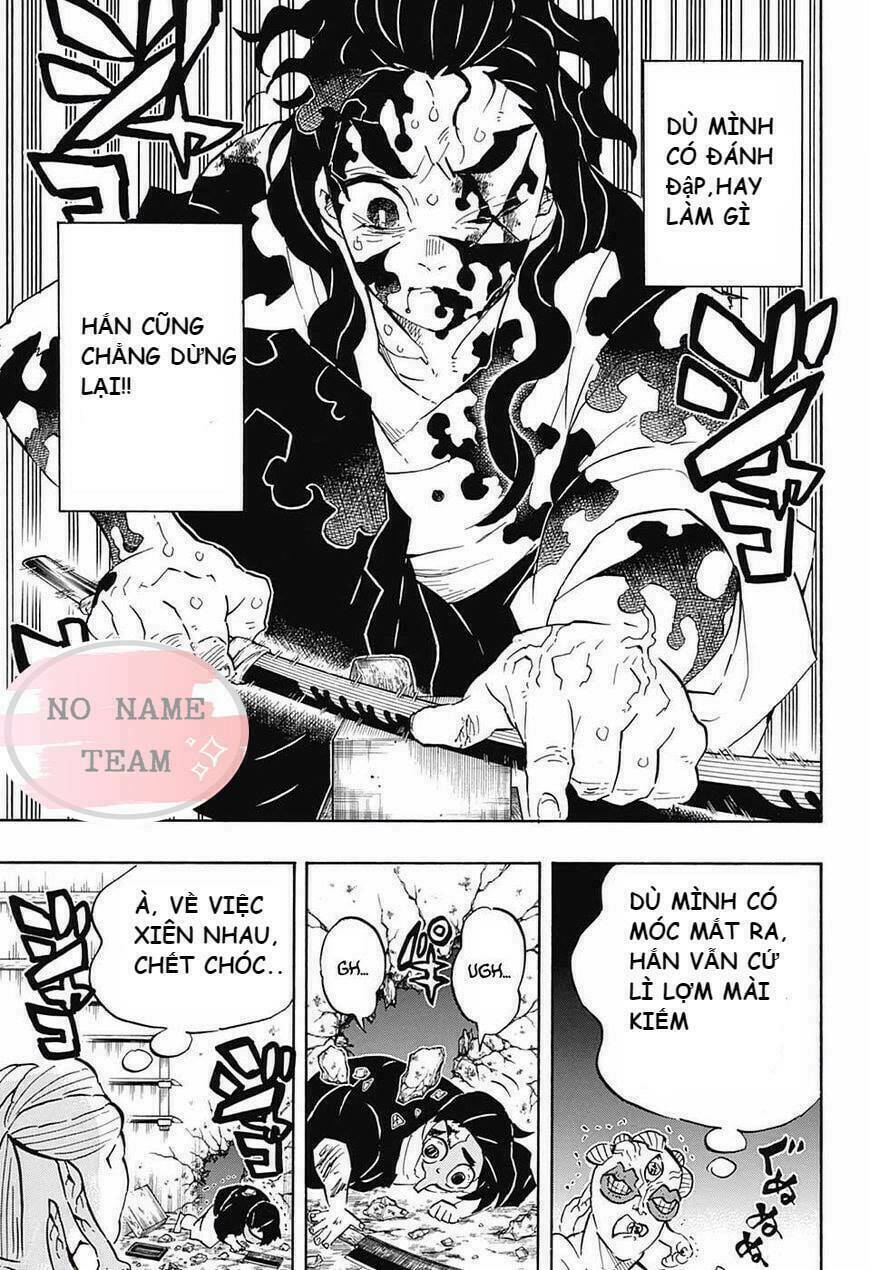 DÙ MÌNH
CÓ ĐÁNH
ĐẬP,HAY
LÀM GÌ
HẮN CŨNG
CHẲNG DỪNG
LẠI!!
NO NAME
TEAM
DÙ MÌNH CÓ
MÓC MẮT RA,
HẮN VẪN CỨ
LÌ LỢM MÀI
KIẾM
UGH...
GH...
À, VỀ VIỆC
XIÊN NHAU,
CHẾT CHÓC..